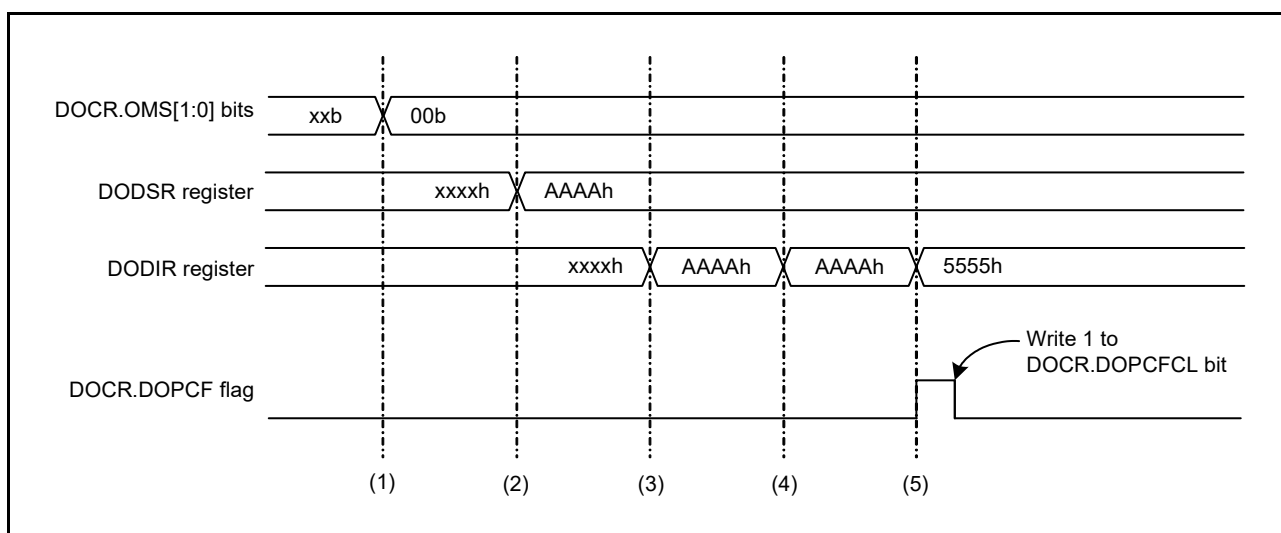 DOCR.OMS[1:0] bits
xxb
00b
DODSR register
xxxxh
AAAAh
DODIR register
xxxxh
AAAAh
AAAAh
5555h
Write 1 to
DOCR.DOPCFCL bit
DOCR.DOPCF flag
(1)
(2)
(3)
(4)
(5)